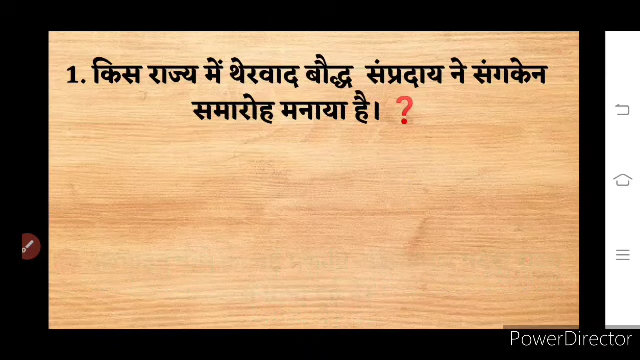 1. किस राज्य में थेरवाद बौद्ध संप्रदाय ने संगकेन
समारोह मनाया है। ❓
PowerDirector